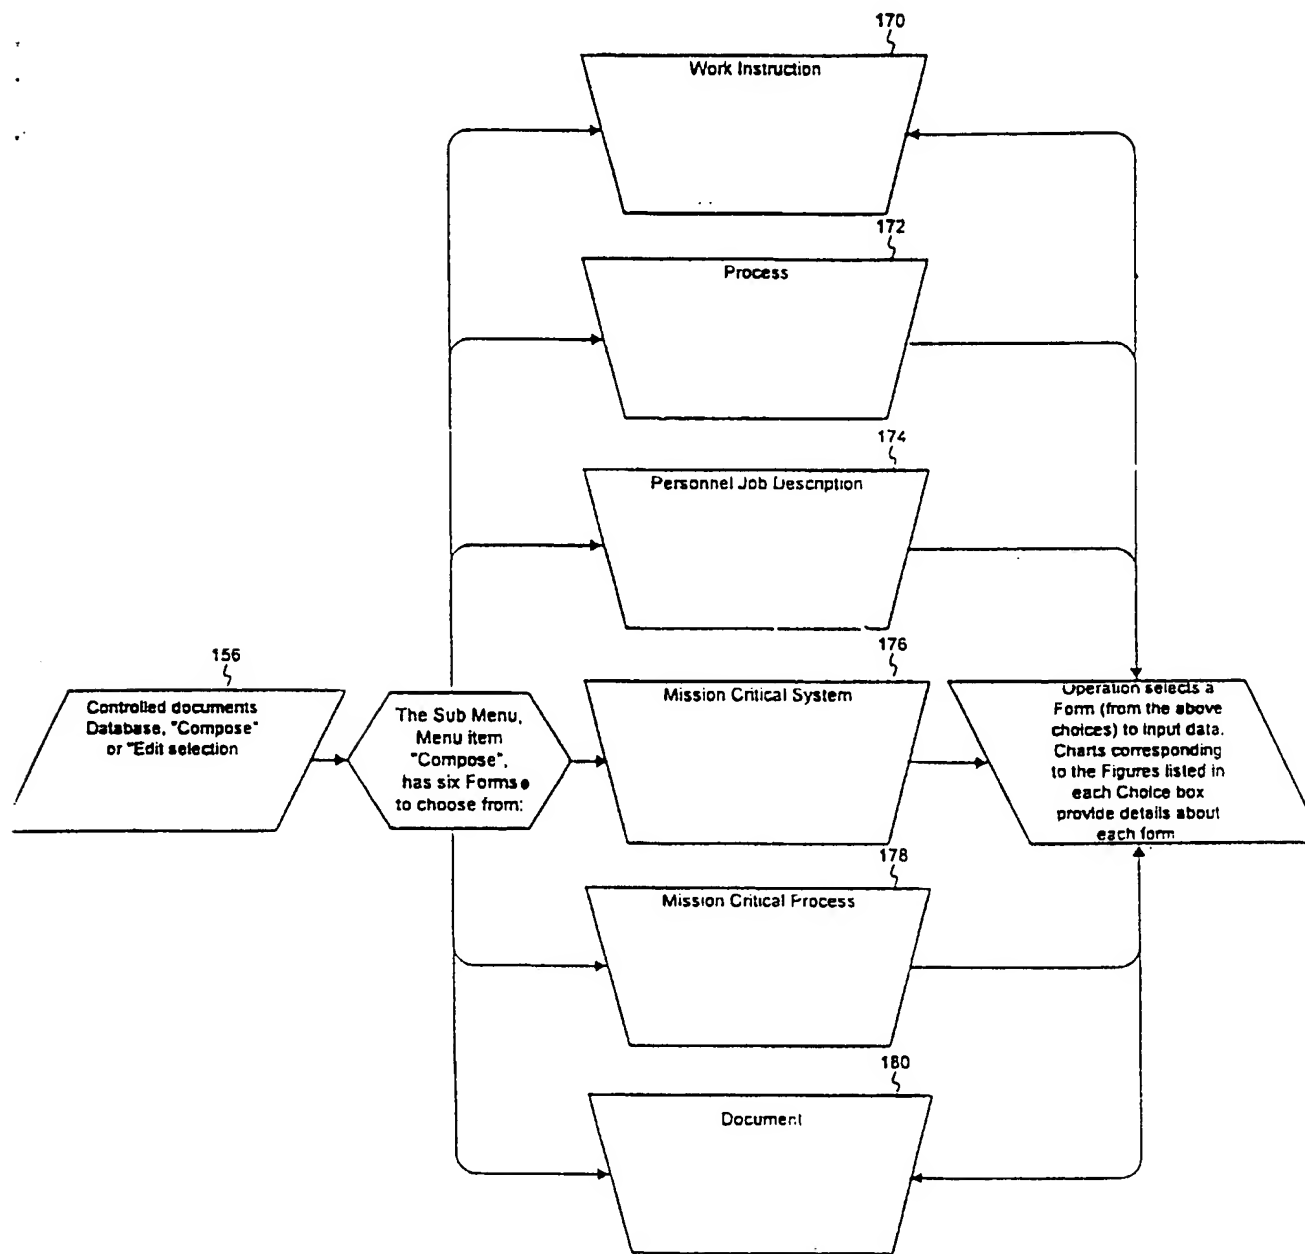 170
Work Instruction
172
Process
174
Personnel Job Description
156
Controlled documents
Database, "Compose"
or "Edit selection
The Sub Menu,
Menu item
"Compose",
has six Forms
to choose from:
176
Mission Critical System
Operation selects a
Form (from the above
choices) to input data.
Charts corresponding
to the Figures listed in
each Choice box
provide details about
each form
178
Mission Critical Process
180
Document